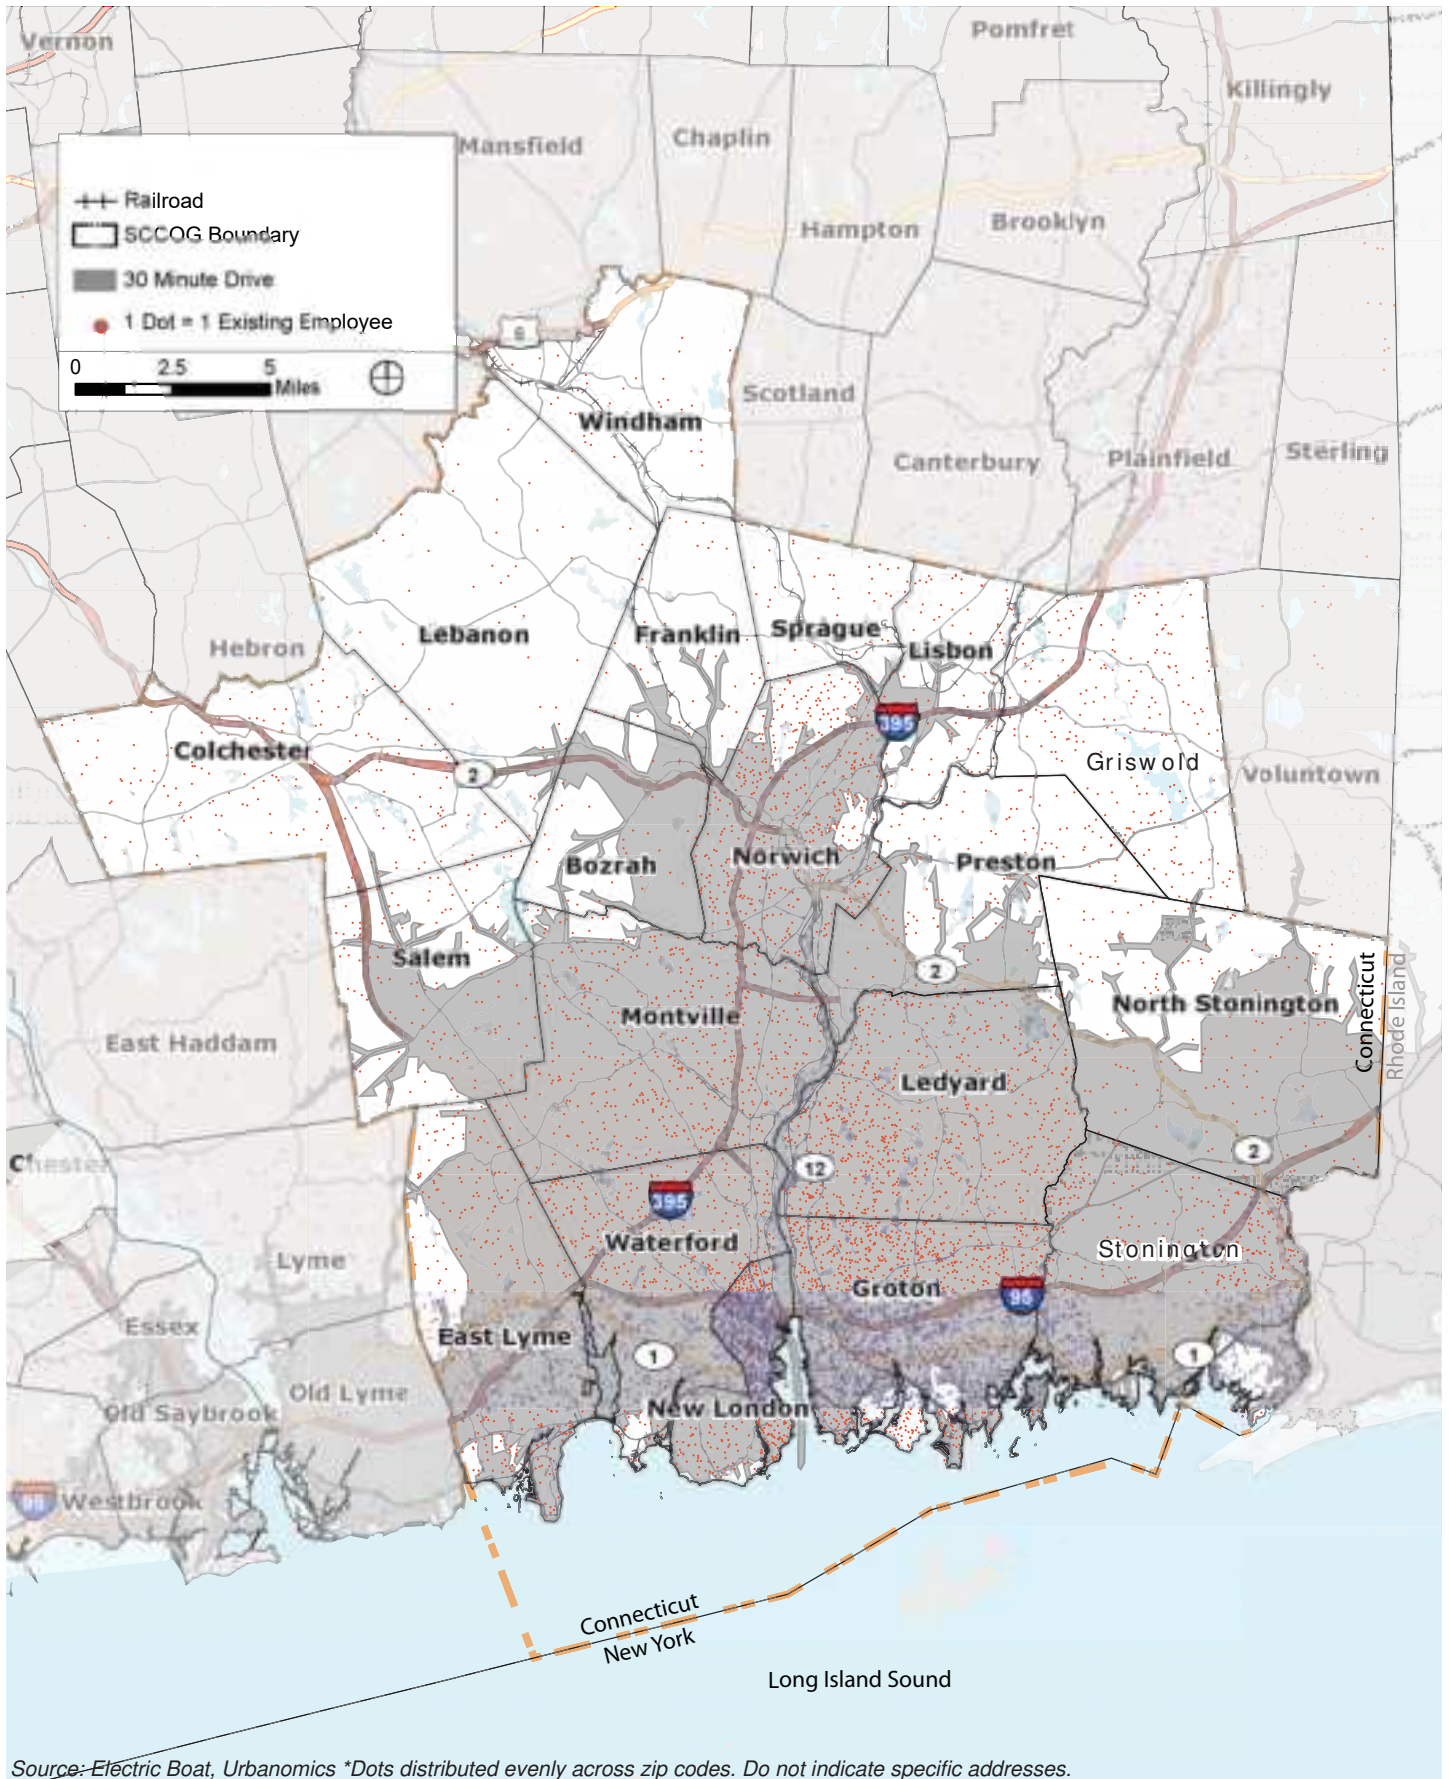 Vernon
Pomfret
Killingly
Mansfield
Chaplin
Hampton
Brooklyn
Railroad
SCCOG Boundary
30 Minute Drive
1 Dot = 1 Existing Employee
0 2.5 5
Miles
6
Scotland
Windham
Canterbury
Plainfield
Sterling
Hebron
Lebanon
Franklin
Sprague
Lisbon
395
Colchester
2
Griswold
Voluntown
Bozrah
Norwich
Preston
Salem
2
Montville
North Stonington
Connecticut
Rhode Island
East Haddam
Ledyard
Chester
12
2
395
Waterford
Stonington
Lyme
Groton
95
Essex
East Lyme
1
1
Old Lyme
New London
Old Saybrook
Westbrook
Connecticut
New York
Long Island Sound
Source: Electric Boat, Urbanomics *Dots distributed evenly across zip codes. Do not indicate specific addresses.